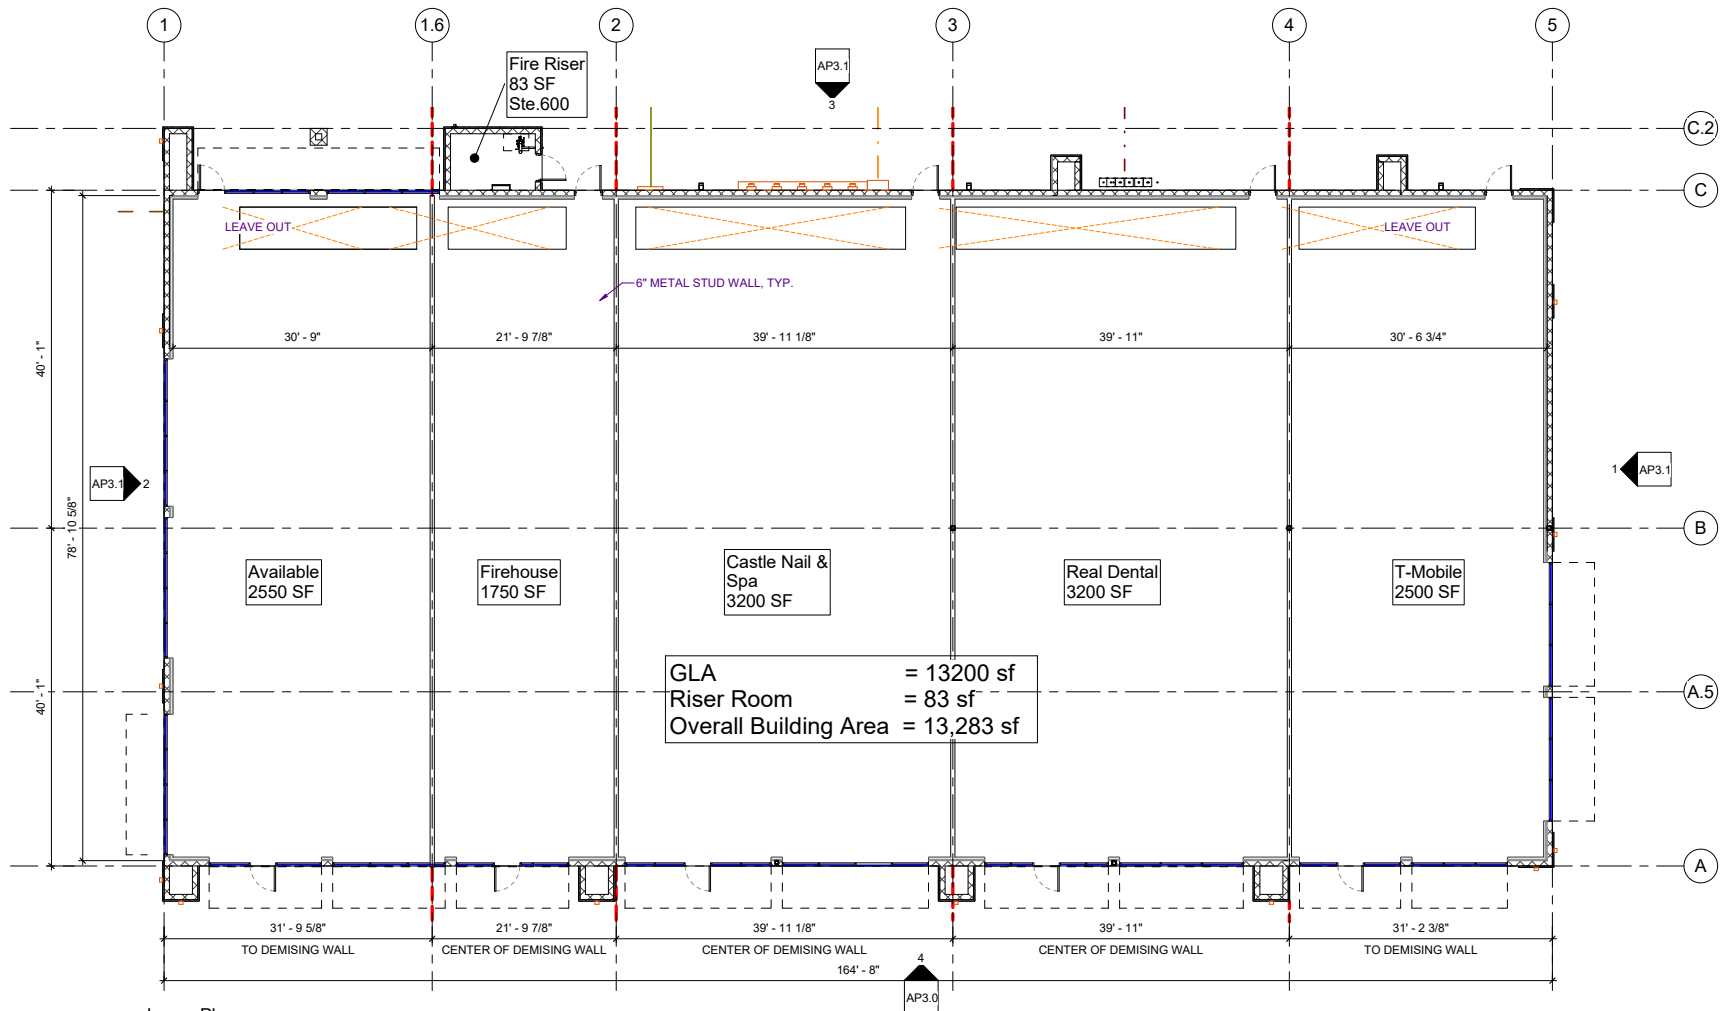 1
1.6
2
3
4
5
Fire Riser
83 SF
Ste.600
AP3.1
3
C.2
C
LEAVE OUT
LEAVE OUT
6" METAL STUD WALL, TYP.
30' - 9"
21' - 9 7/8"
39' - 11 1/8"
39' - 11"
30' - 6 3/4"
40' - 1"
78' - 10 5/8"
40' - 1"
AP3.1
2
1
AP3.1
B
Available
2550 SF
Firehouse
1750 SF
Castle Nail &
Spa
3200 SF
Real Dental
3200 SF
T-Mobile
2500 SF
GLA = 13200 sf
Riser Room = 83 sf
Overall Building Area = 13,283 sf
A.5
A
31' - 9 5/8"
21' - 9 7/8"
39' - 11 1/8"
39' - 11"
31' - 2 3/8"
TO DEMISING WALL
CENTER OF DEMISING WALL
CENTER OF DEMISING WALL
CENTER OF DEMISING WALL
TO DEMISING WALL
164' - 8"
4
AP3.0